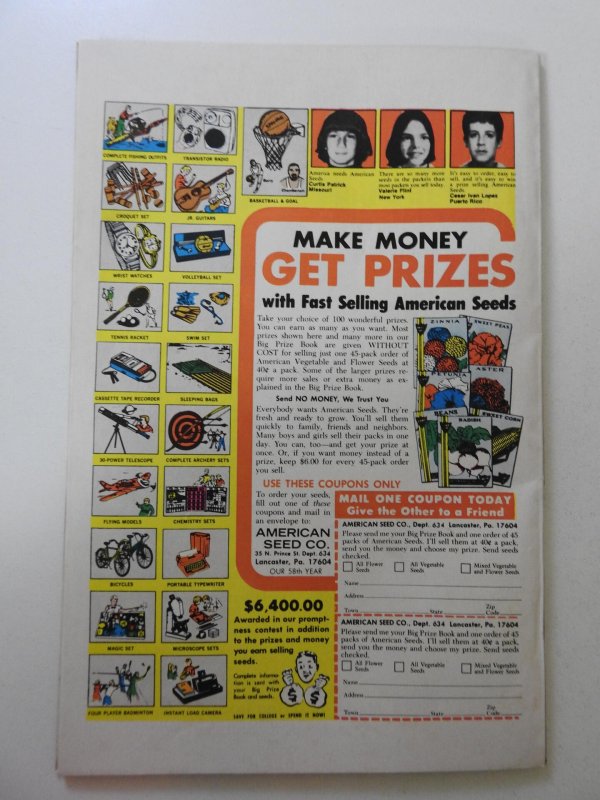 COMPLETE FISHING OUTFITS
TRANSISTOR RADIO
CROQUET SET
JR. GUITARS
BASKETBALL & GOAL
WRIST WATCHES
VOLLEYBALL SET
TENNIS RACKET
SWIM SET
CASSETTE TAPE RECORDER
SLEEPING BAGS
30-POWER TELESCOPE
COMPLETE ARCHERY SETS
FLYING MODELS
CHEMISTRY SETS
BICYCLES
PORTABLE TYPEWRITER
MAGIC SET
MICROSCOPE SETS
FOUR PLAYER BADMINTON
INSTANT LOAD CAMERA
America needs American
Seeds.
Curtis Patrick
Missouri
There are so many more
seeds in the packets than
most packets you sell today.
Valerie Flini
New York
It's easy to order, easy to
sell, and it's easy to win
a prize selling American
Seeds.
Cesar Ivan Lopez
Puerto Rico
MAKE MONEY
GET PRIZES
with Fast Selling American Seeds
Take your choice of 100 wonderful prizes.
You can earn as many as you want. Most
prizes shown here and many more in our
Big Prize Book are given WITHOUT
COST for selling just one 45-pack order of
American Vegetable and Flower Seeds at
40¢ a pack. Some of the larger prizes re-
quire more sales or extra money as ex-
plained in the Big Prize Book.
Send NO MONEY, We Trust You
Everybody wants American Seeds. They're
fresh and ready to grow. You'll sell them
quickly to family, friends and neighbors.
Many boys and girls sell their packs in one
day. You can, too—and get your prize at
once. Or, if you want money instead of a
prize, keep $6.00 for every 45-pack order
you sell.
ZINNIA
SWEET PEAS
PETUNIA
ASTER
BEANS
RADISH
SWEET CORN
USE THESE COUPONS ONLY
To order your seeds,
fill out one of these
coupons and mail in
an envelope to:
AMERICAN
SEED CO.
35 N. Prince St. Dept. 634
Lancaster, Pa. 17604
OUR 58th YEAR
MAIL ONE COUPON TODAY
Give the Other to a Friend
AMERICAN SEED CO., Dept. 634 Lancaster, Pa. 17604
Please send me your Big Prize Book and one order of 45
packs of American Seeds. I'll sell them at 40¢ a pack,
send you the money and choose my prize. Send seeds
checked.
All Flower Seeds
All Vegetable Seeds
Mixed Vegetable and Flower Seeds
Name
Address
Town State Zip Code
AMERICAN SEED CO., Dept. 634 Lancaster, Pa. 17604
Please send me your Big Prize Book and one order of 45
packs of American Seeds. I'll sell them at 40¢ a pack,
send you the money and choose my prize. Send seeds
checked.
All Flower Seeds
All Vegetable Seeds
Mixed Vegetable and Flower Seeds
Name
Address
Town State Zip Code
$6,400.00
Awarded in our prompt-
ness contest in addition
to the prizes and money
you earn selling
seeds.
Complete informa-
tion is sent with
your Big Prize
Book and seeds.
$ $
SAVE FOR COLLEGE or SPEND IT NOW!